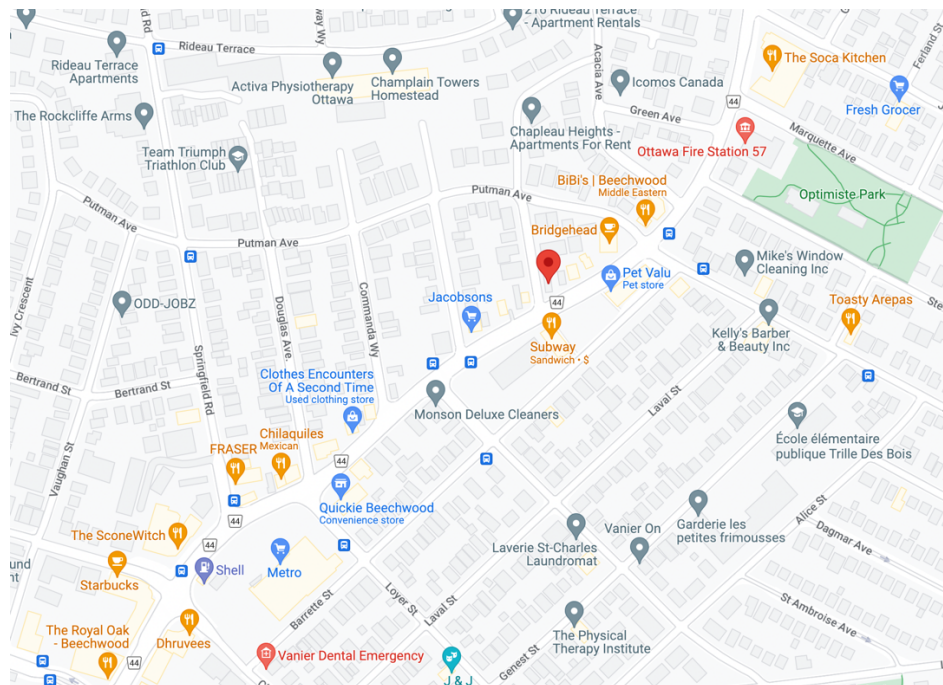 216 Rideau Terrace
- Apartment Rentals
Rideau Terrace
Rideau Terrace
Apartments
Activa Physiotherapy
Ottawa
Champlain Towers
Homestead
Acacia Ave
Icomos Canada
The Soca Kitchen
Ferland St
Fresh Grocer
44
Green Ave
The Rockcliffe Arms
Chapleau Heights -
Apartments For Rent
Marquette Ave
Ottawa Fire Station 57
Team Triumph
Triathlon Club
BiBi's | Beechwood
Middle Eastern
Putman Ave
Optimiste Park
Putman Ave
Bridgehead
Putman Ave
Mike's Window
Cleaning Inc
Pet Valu
Pet store
Ivy Crescent
ODD-JOBZ
Douglas Ave.
Commanda Wy
Jacobsons
44
Toasty Arepas
Ste
Kelly's Barber
& Beauty Inc
Subway
Sandwich • $
Springfield Rd
Bertrand St
Bertrand St
Clothes Encounters
Of A Second Time
Used clothing store
Monson Deluxe Cleaners
Laval St
Vaughan St
Chilaquiles
Mexican
FRASER
44
École élémentaire
publique Trille Des Bois
Quickie Beechwood
Convenience store
44
Alice St
The SconeWitch
44
Garderie les
petites frimousses
Vanier On
Dagmar Ave
Laverie St-Charles
Laundromat
Starbucks
Shell
Metro
Barrette St
Loyer St
Laval St
St Ambroise Ave
The Royal Oak
- Beechwood
Dhruvees
44
Vanier Dental Emergency
The Physical
Therapy Institute
Genest St
J & J